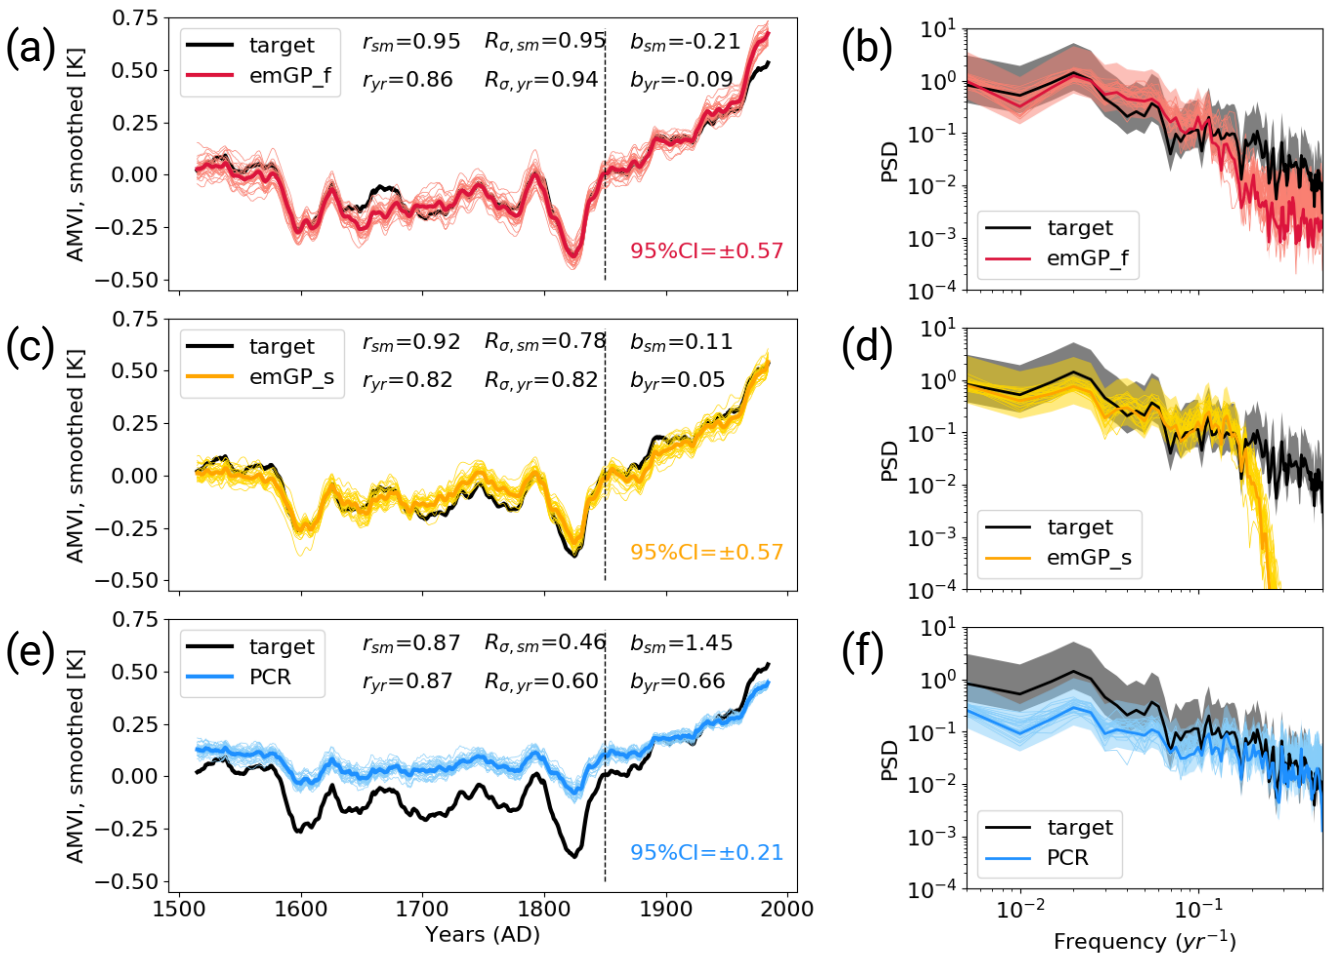 (a)
AMVI, smoothed [K]
0.75
0.50
0.25
0.00
−0.25
−0.50
target
emGP_f
r_sm=0.95 R_σ,sm=0.95 b_sm=-0.21
r_yr=0.86 R_σ,yr=0.94 b_yr=-0.09
95%CI=±0.57
1500 1600 1700 1800 1900 2000
(b)
PSD
10^1
10^0
10^−1
10^−2
10^−3
10^−4
target
emGP_f
(c)
AMVI, smoothed [K]
0.75
0.50
0.25
0.00
−0.25
−0.50
target
emGP_s
r_sm=0.92 R_σ,sm=0.78 b_sm=0.11
r_yr=0.82 R_σ,yr=0.82 b_yr=0.05
95%CI=±0.57
(d)
PSD
10^1
10^0
10^−1
10^−2
10^−3
10^−4
target
emGP_s
(e)
AMVI, smoothed [K]
0.75
0.50
0.25
0.00
−0.25
−0.50
target
PCR
r_sm=0.87 R_σ,sm=0.46 b_sm=1.45
r_yr=0.87 R_σ,yr=0.60 b_yr=0.66
95%CI=±0.21
1500 1600 1700 1800 1900 2000
Years (AD)
(f)
PSD
10^1
10^0
10^−1
10^−2
10^−3
10^−4
target
PCR
10^−2 10^−1
Frequency (yr^−1)